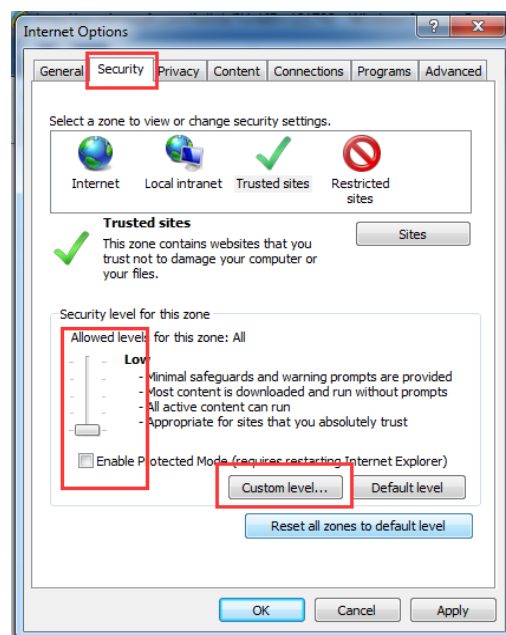 Internet Options
?
X
General Security Privacy Content Connections Programs Advanced
Select a zone to view or change security settings.
Internet Local intranet Trusted sites Restricted
sites
Trusted sites
Sites
This zone contains websites that you
trust not to damage your computer or
your files.
Security level for this zone
Allowed levels for this zone: All
Low
- Minimal safeguards and warning prompts are provided
- Most content is downloaded and run without prompts
- All active content can run
- Appropriate for sites that you absolutely trust
Enable Protected Mode (requires restarting Internet Explorer)
Custom level... Default level
Reset all zones to default level
OK Cancel Apply